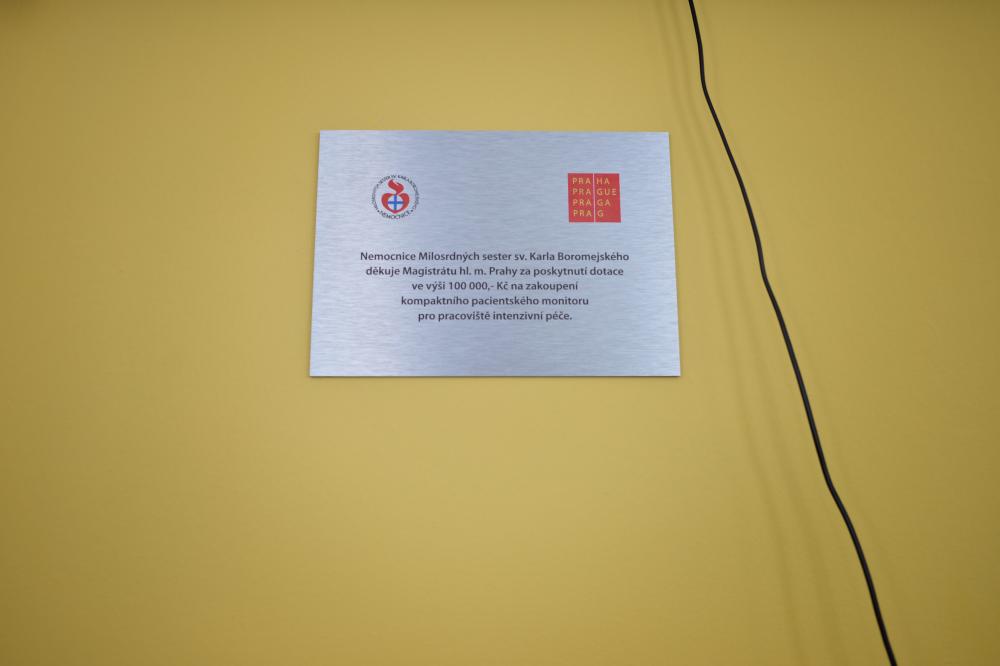 NEMOCNICE
PRAHA
PRAGUE
PRAGA
PRAG
Nemocnice Milosrdných sester sv. Karla Boromejského
děkuje Magistrátu hl. m. Prahy za poskytnutí dotace
ve výši 100 000,- Kč na zakoupení
kompaktního pacientského monitoru
pro pracoviště intenzivní péče.